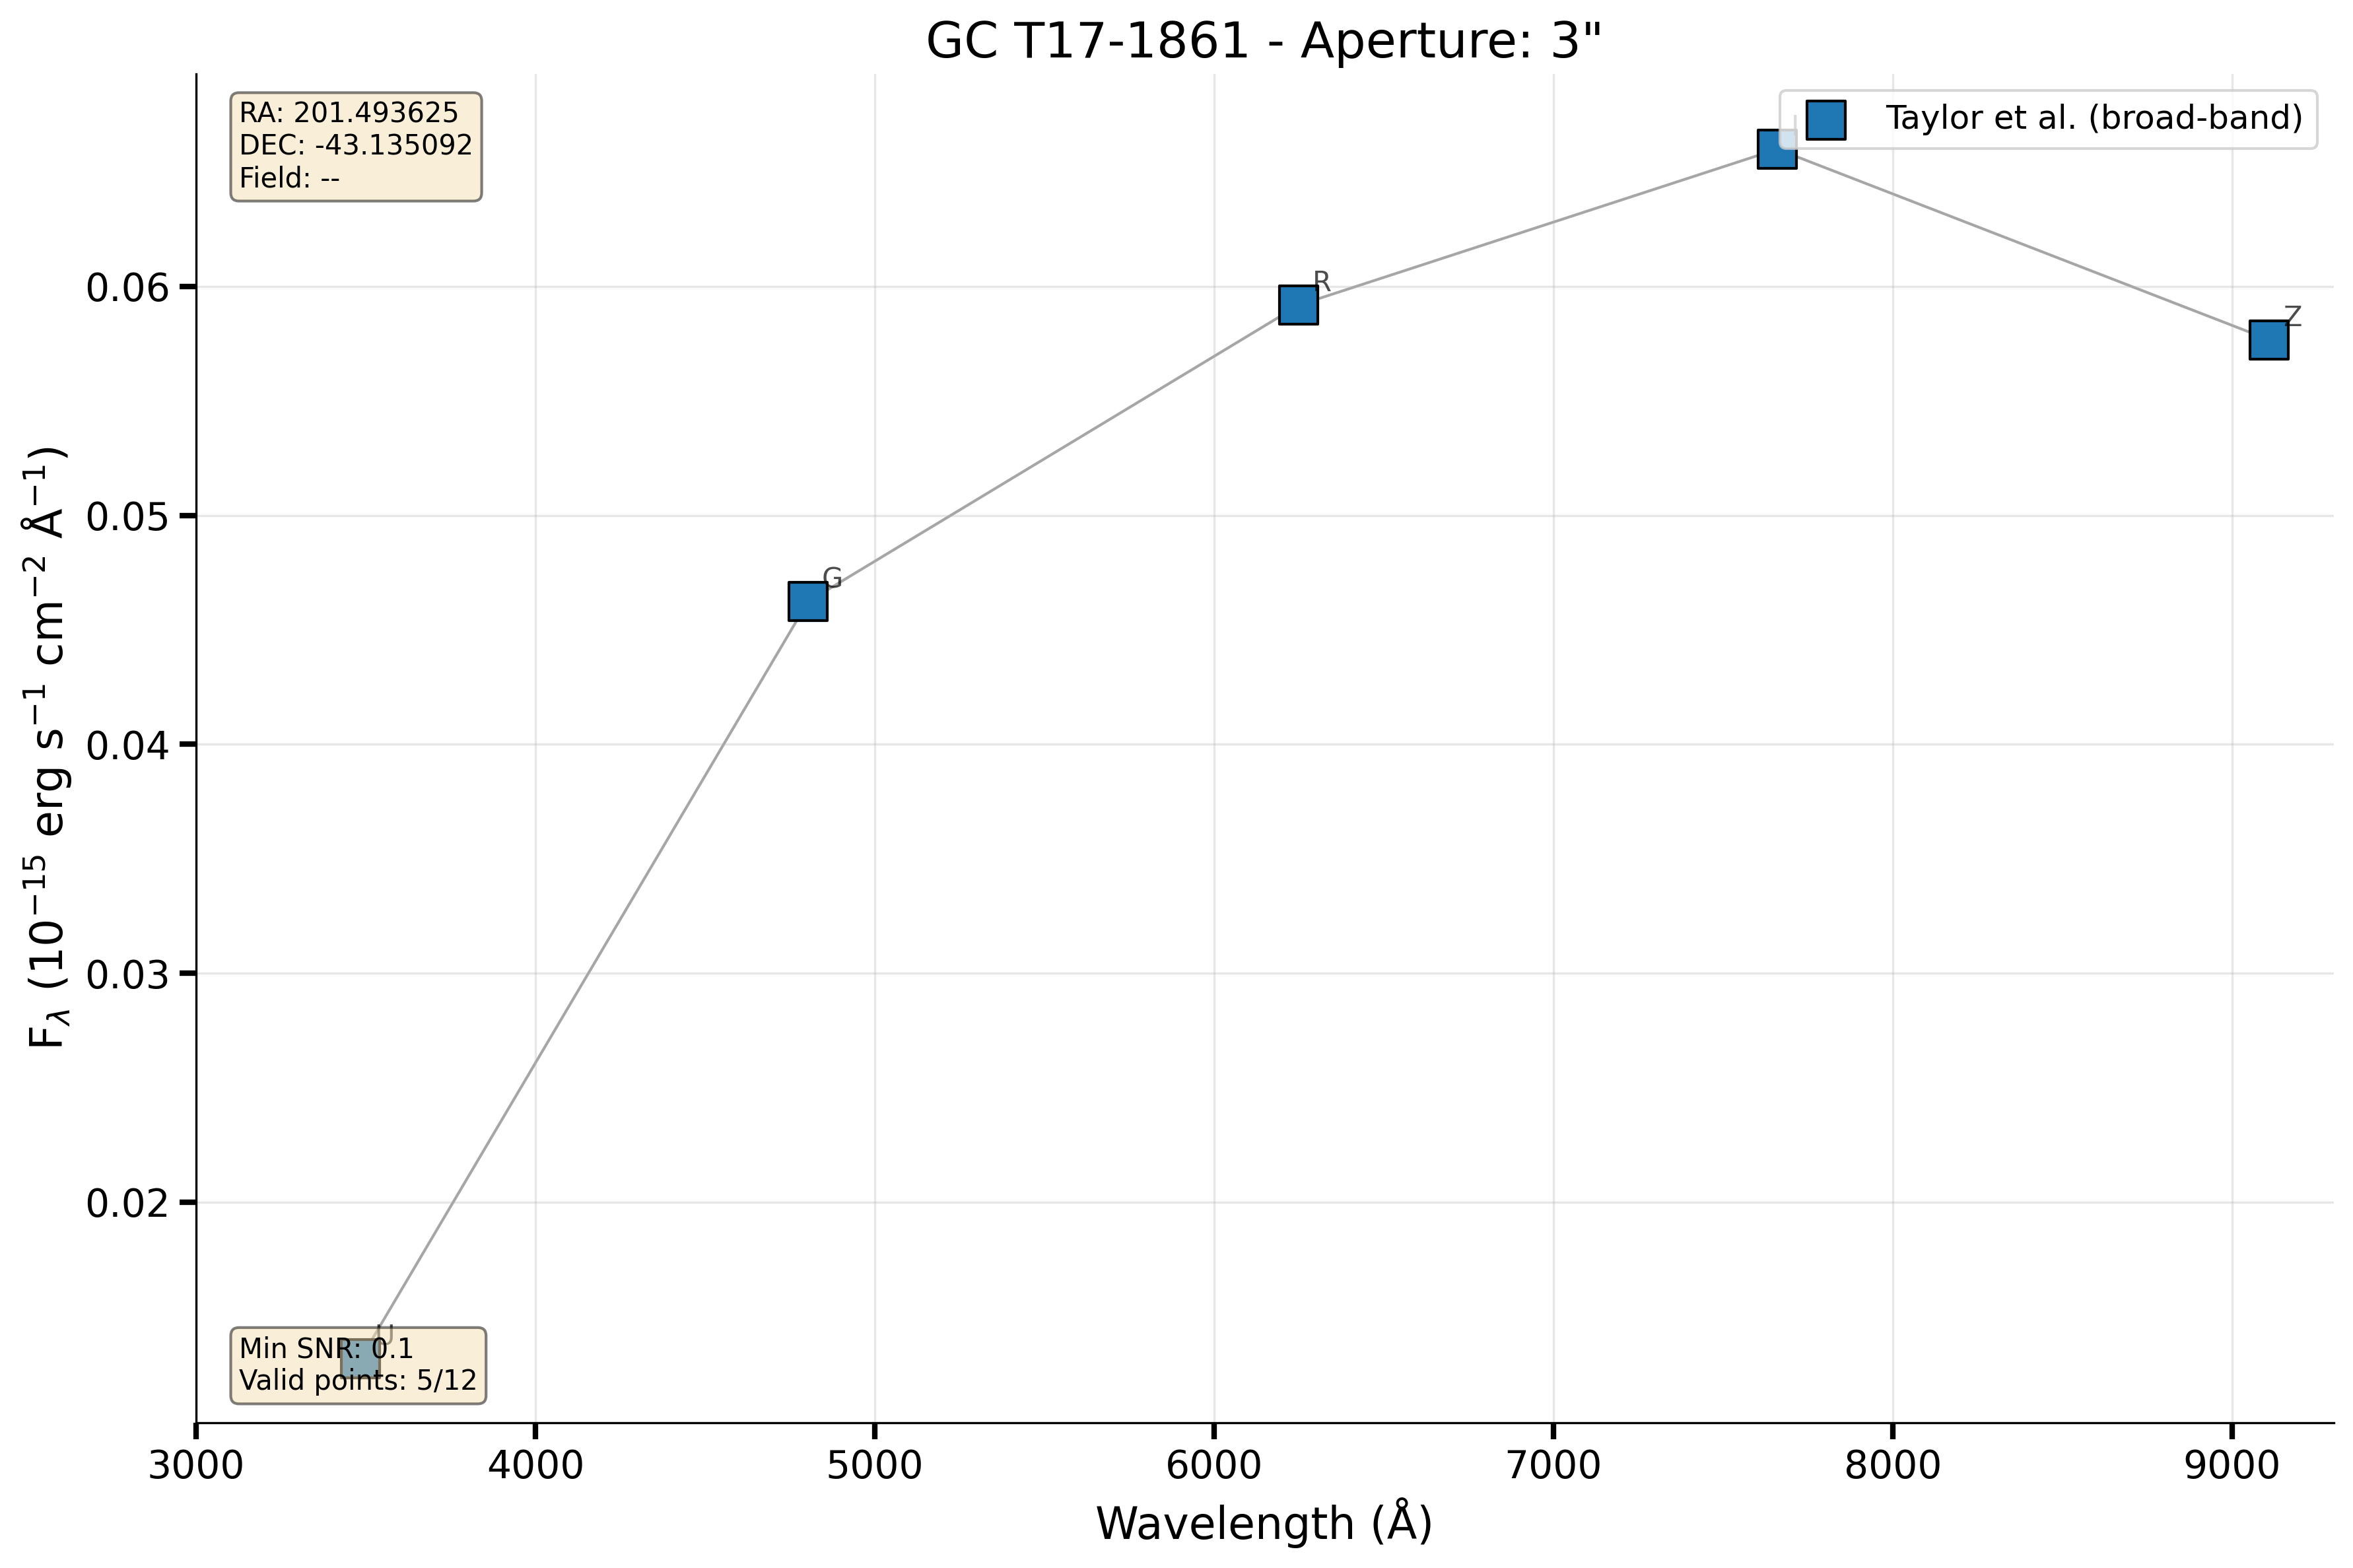 GC T17-1861 - Aperture: 3"
RA: 201.493625
DEC: -43.135092
Field: --
Taylor et al. (broad-band)
I
R
Z
G
U
Min SNR: 0.1
Valid points: 5/12
F_λ (10⁻¹⁵ erg s⁻¹ cm⁻² Å⁻¹)
0.06
0.05
0.04
0.03
0.02
3000 4000 5000 6000 7000 8000 9000
Wavelength (Å)